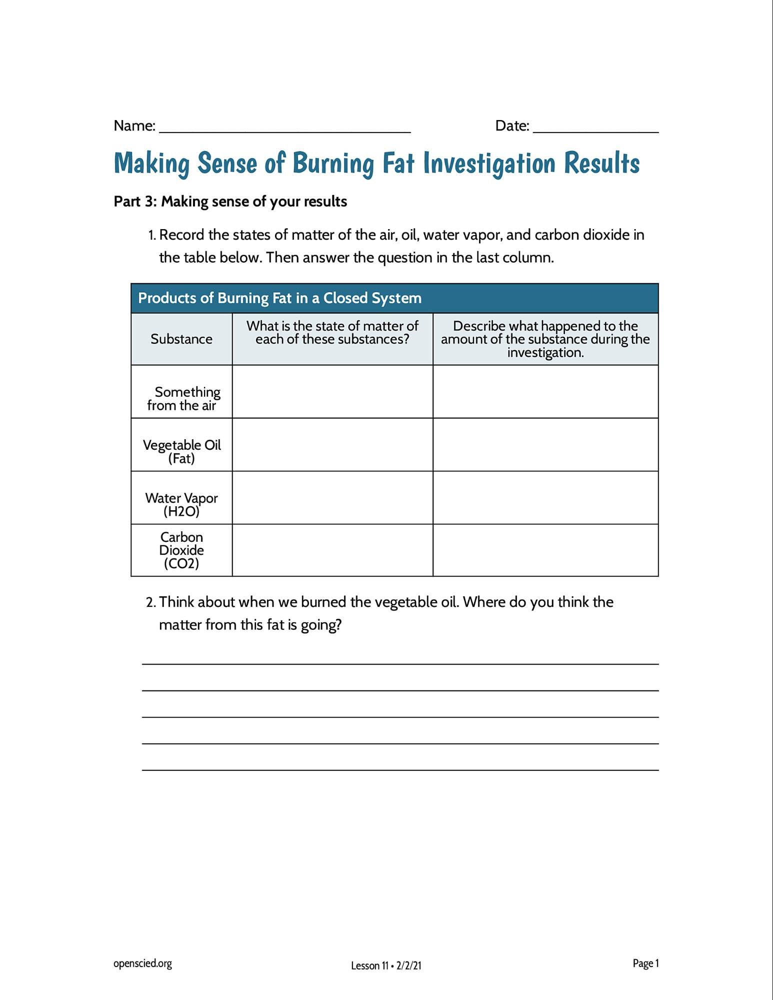 Name: ______________________________ Date: _______________
Making Sense of Burning Fat Investigation Results
Part 3: Making sense of your results
1. Record the states of matter of the air, oil, water vapor, and carbon dioxide in
the table below. Then answer the question in the last column.
Products of Burning Fat in a Closed System
Substance
What is the state of matter of
each of these substances?
Describe what happened to the
amount of the substance during the
investigation.
Something
from the air
Vegetable Oil
(Fat)
Water Vapor
(H2O)
Carbon
Dioxide
(CO2)
2. Think about when we burned the vegetable oil. Where do you think the
matter from this fat is going?
openscied.org Lesson 11 • 2/2/21 Page 1